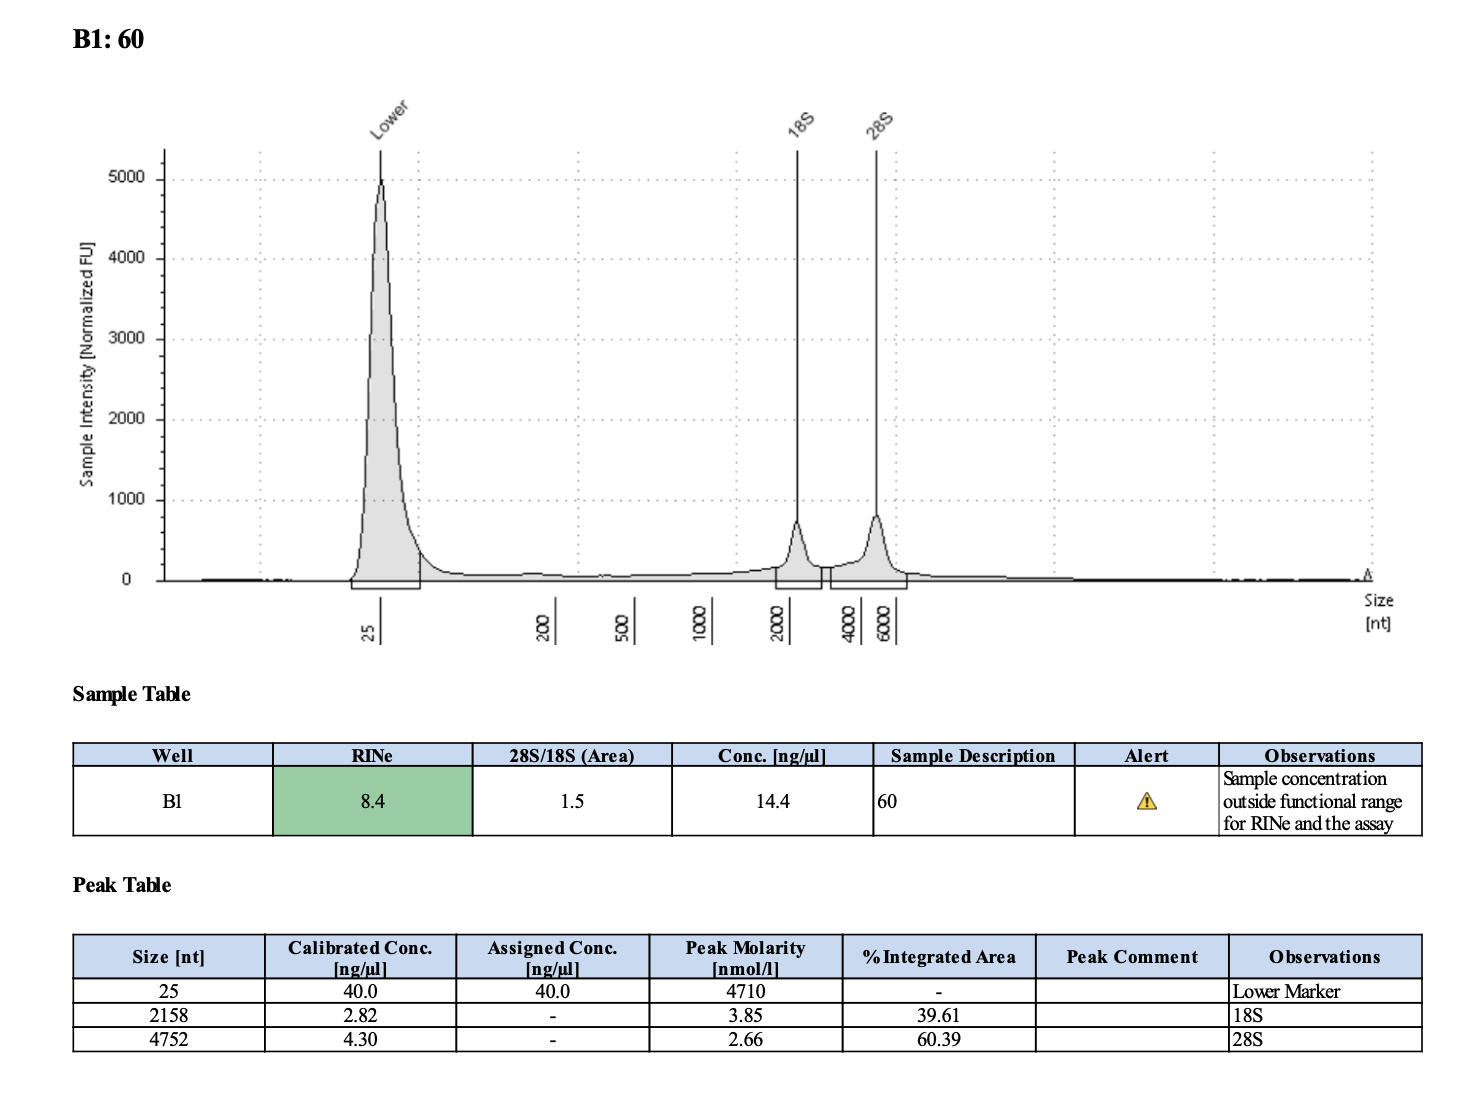 B1: 60
Lower
18S
28S
5000
4000
3000
2000
1000
0
Sample Intensity [Normalized FU]
25
200
500
1000
2000
4000
6000
Size
[nt]
Sample Table
Well RINe 28S/18S (Area) Conc. [ng/µl] Sample Description Alert Observations
B1 8.4 1.5 14.4 60 Sample concentration
outside functional range
for RINe and the assay
Peak Table
Size [nt] Calibrated Conc. [ng/µl] Assigned Conc. [ng/µl] Peak Molarity [nmol/l] % Integrated Area Peak Comment Observations
25 40.0 40.0 4710 - Lower Marker
2158 2.82 - 3.85 39.61 18S
4752 4.30 - 2.66 60.39 28S